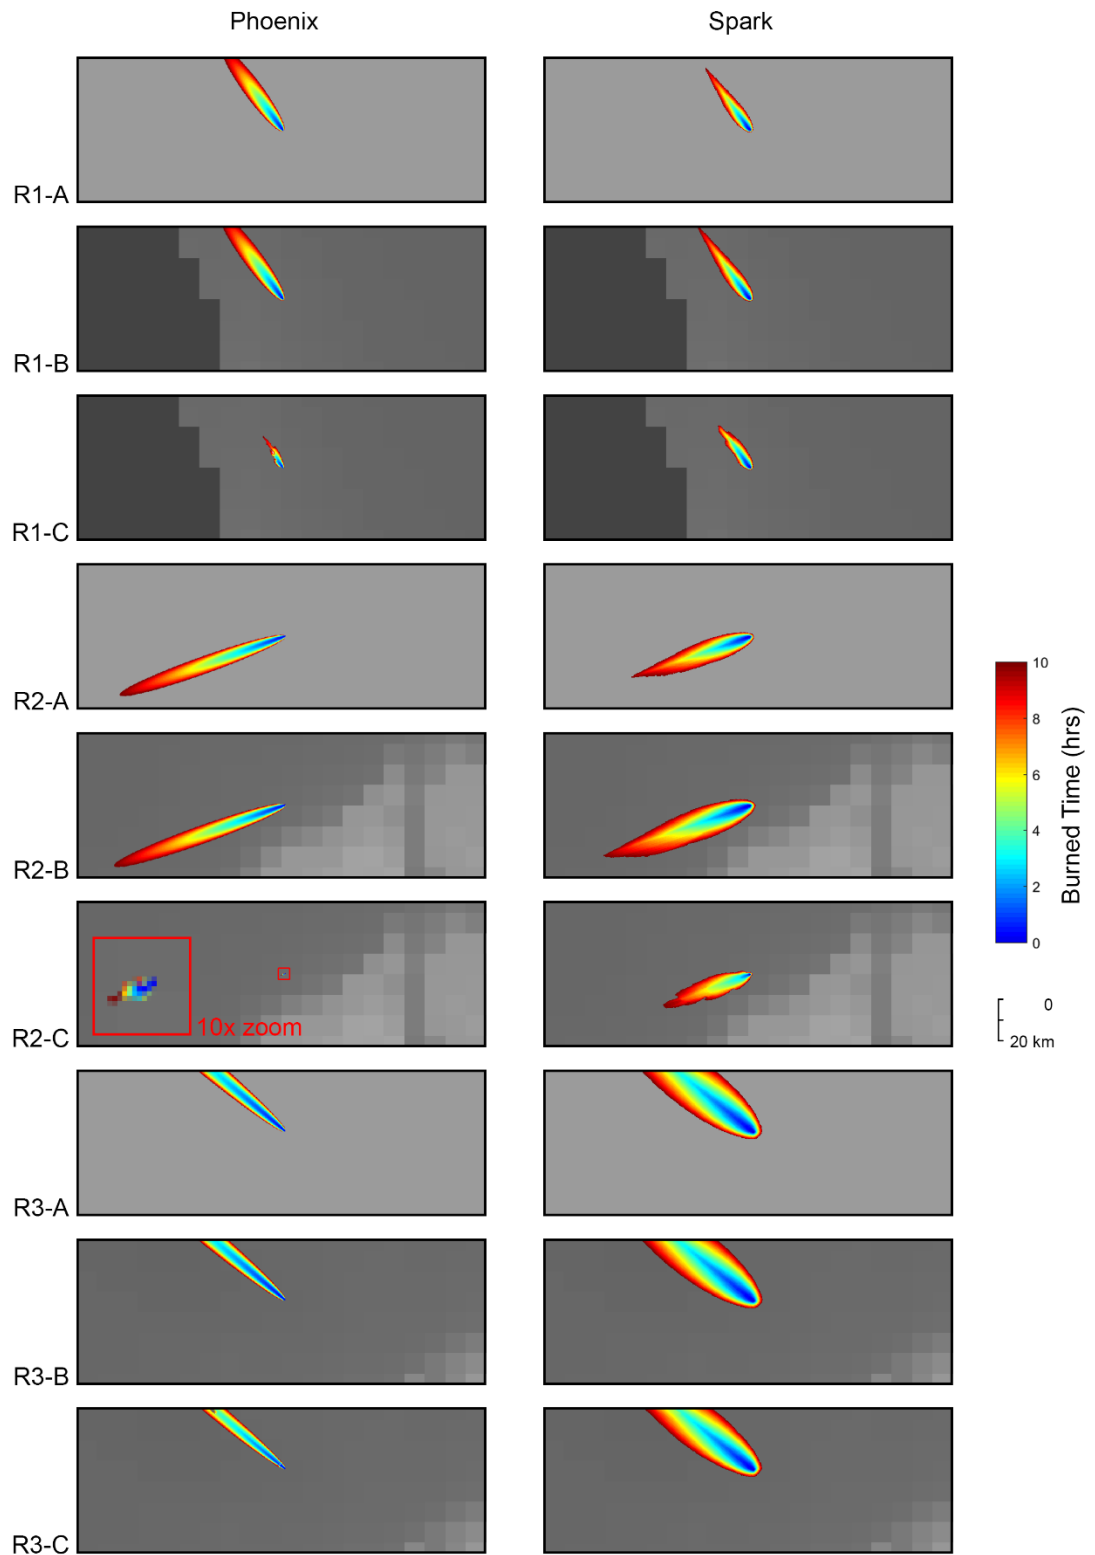 Phoenix Spark
R1-A
R1-B
R1-C
R2-A
10
8
6
4
2
0
Burned Time (hrs)
R2-B
10x zoom
R2-C
0
20 km
R3-A
R3-B
R3-C